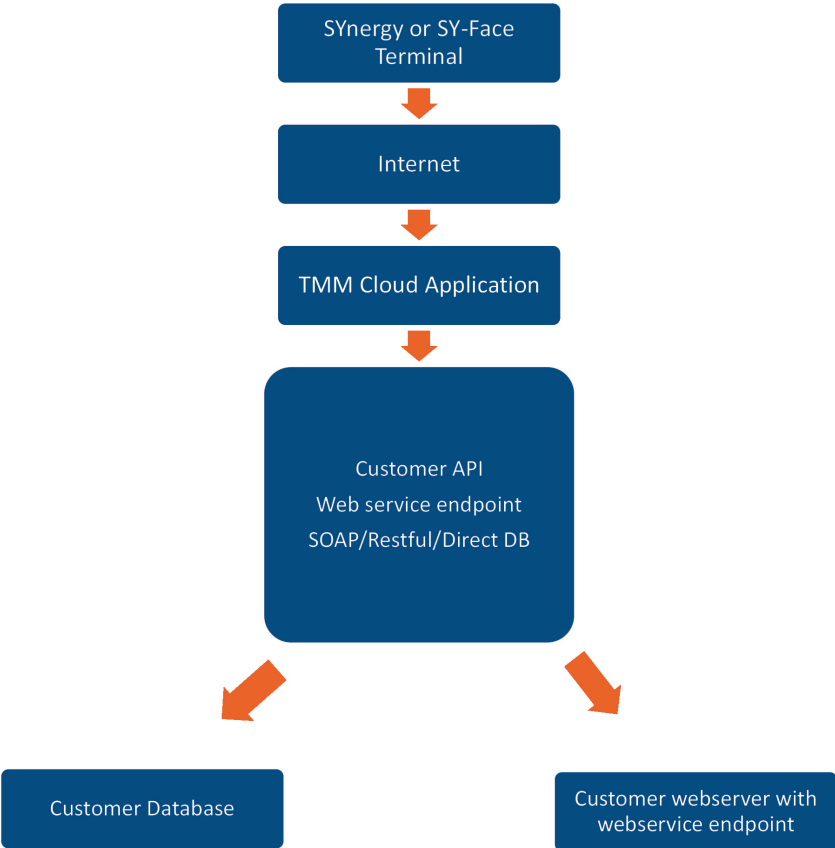 SYnergy or SY-Face
Terminal
Internet
TMM Cloud Application
Customer API
Web service endpoint
SOAP/Restful/Direct DB
Customer Database
Customer webserver with
webservice endpoint